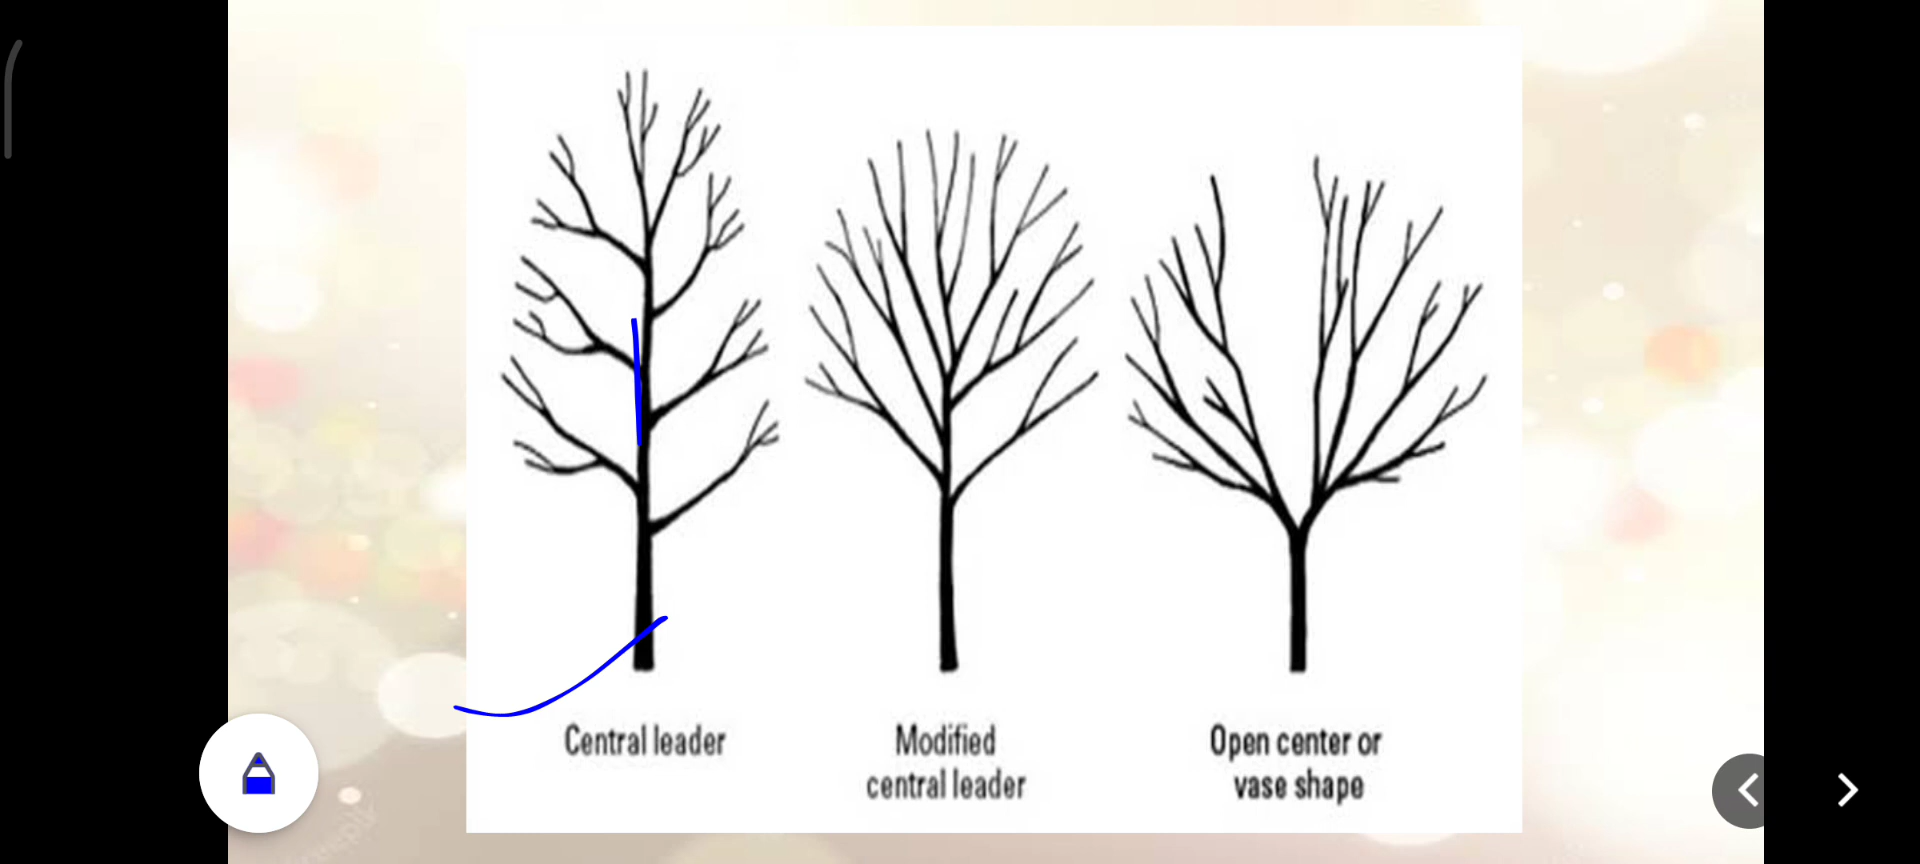 Central leader
Modified
central leader
Open center or
vase shape